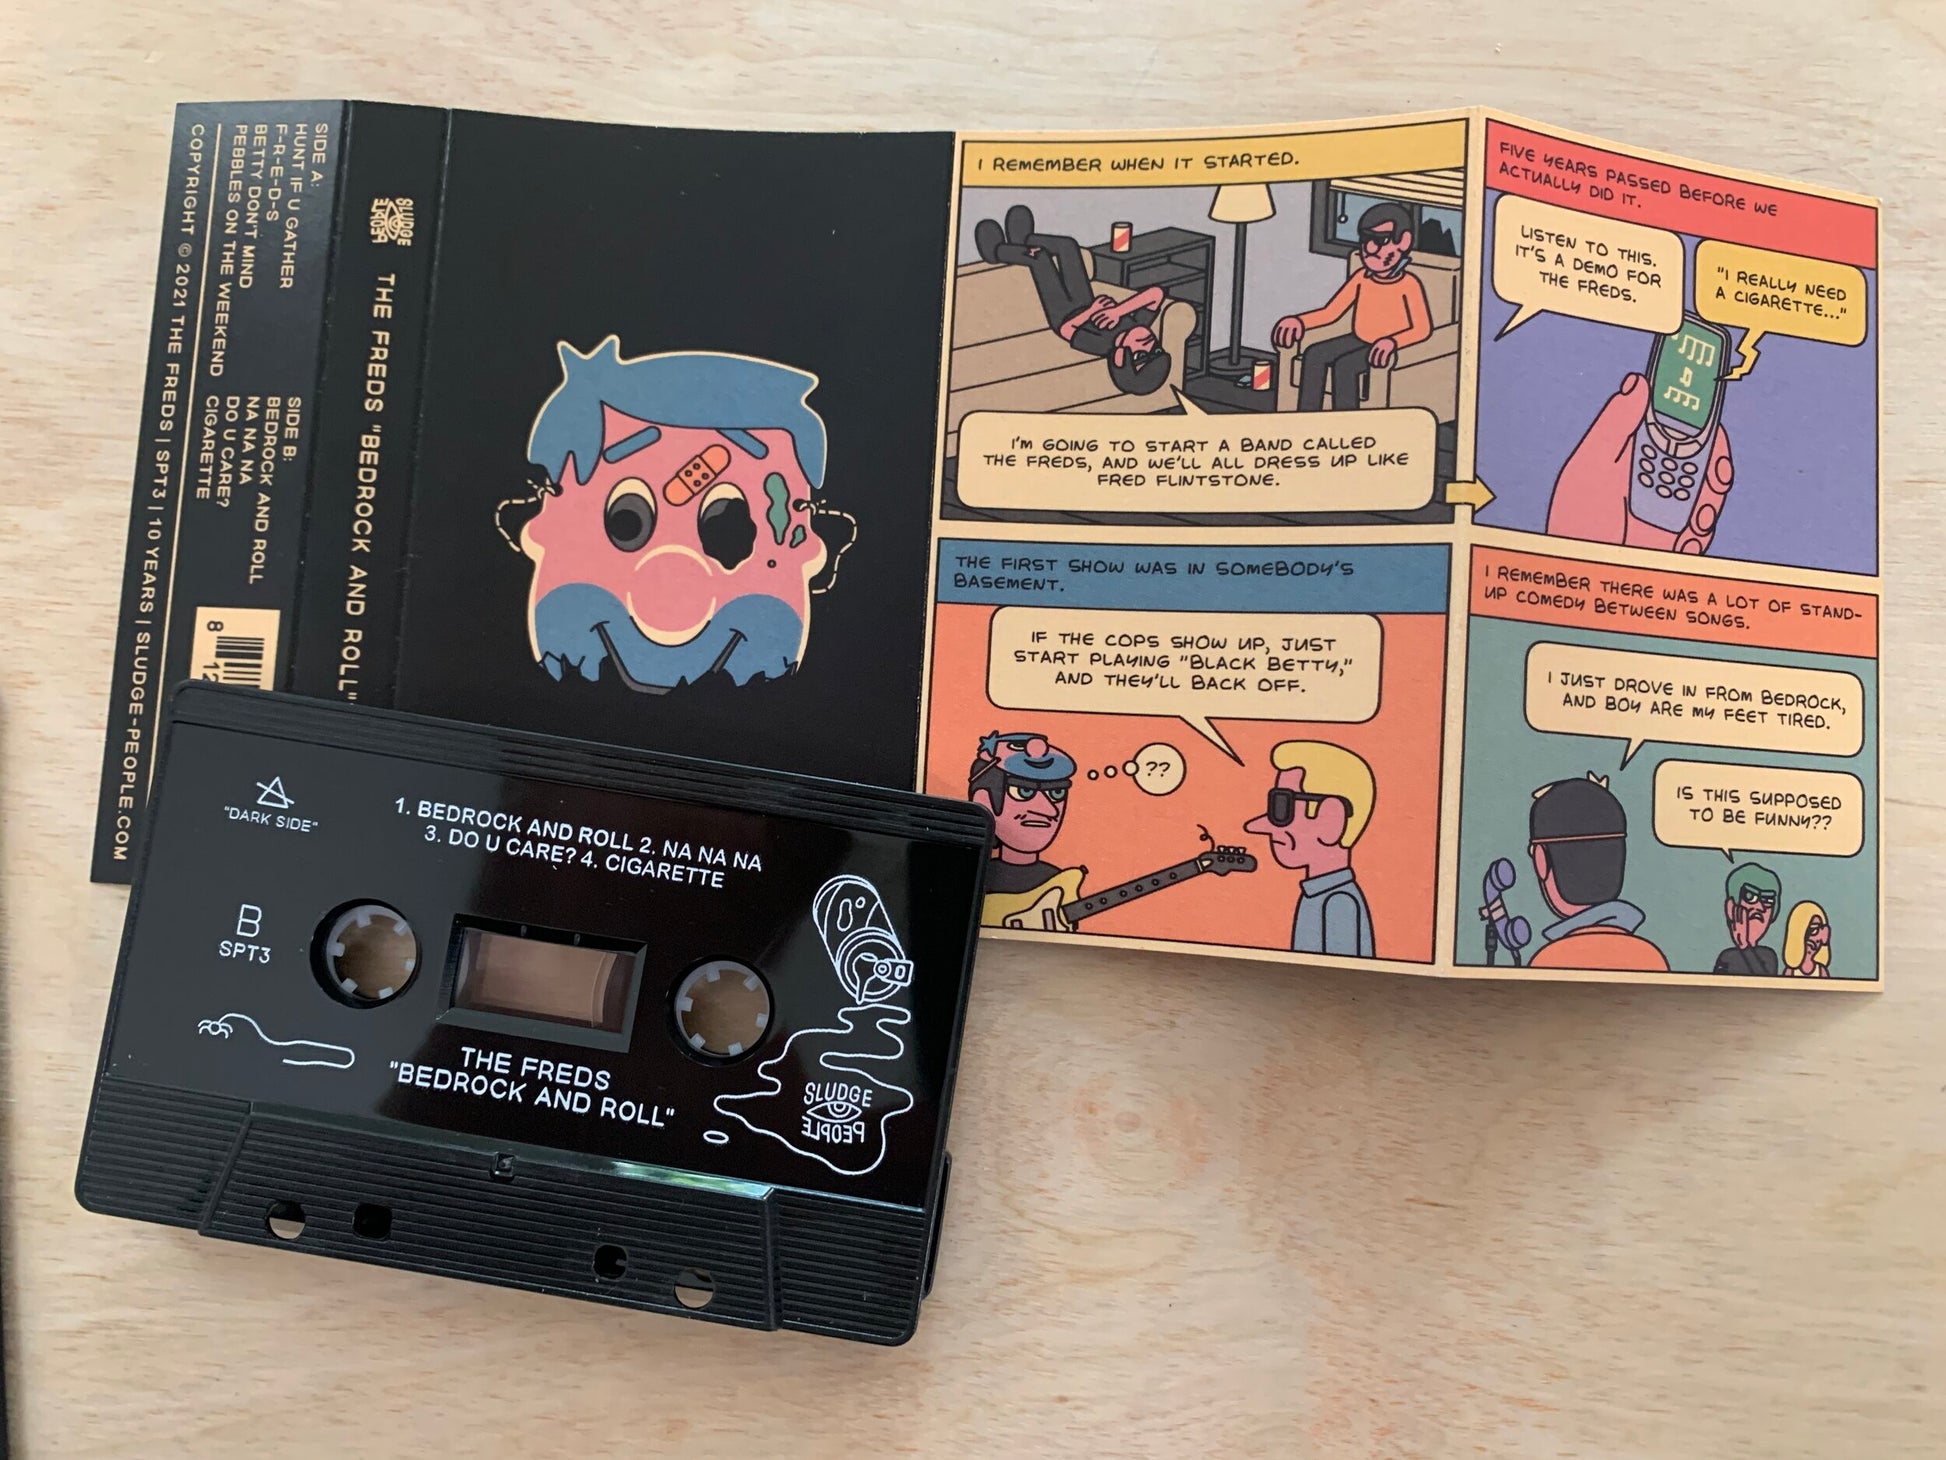 SIDE A:
HUNT IF U GATHER
F-R-E-D-S
BETTY DON'T MIND
PEBBLES ON THE WEEKEND
SIDE B:
BEDROCK AND ROLL
NA NA NA
DO U CARE?
CIGARETTE
COPYRIGHT © 2021 THE FREDS | SPT3 | 10 YEARS | SLUDGE-PEOPLE.COM
8
12
SLUDGE
PEOPLE
THE FREDS "BEDROCK AND ROLL"
I REMEMBER WHEN IT STARTED.
I'M GOING TO START A BAND CALLED
THE FREDS, AND WE'LL ALL DRESS UP LIKE
FRED FLINTSTONE.
FIVE YEARS PASSED BEFORE WE
ACTUALLY DID IT.
LISTEN TO THIS.
IT'S A DEMO FOR
THE FREDS.
"I REALLY NEED
A CIGARETTE..."
THE FIRST SHOW WAS IN SOMEBODY'S
BASEMENT.
IF THE COPS SHOW UP, JUST
START PLAYING "BLACK BETTY,"
AND THEY'LL BACK OFF.
??
I REMEMBER THERE WAS A LOT OF STAND-
UP COMEDY BETWEEN SONGS.
I JUST DROVE IN FROM BEDROCK,
AND BOY ARE MY FEET TIRED.
IS THIS SUPPOSED
TO BE FUNNY??
"DARK SIDE"
1. BEDROCK AND ROLL 2. NA NA NA
3. DO U CARE? 4. CIGARETTE
B
SPT3
THE FREDS
"BEDROCK AND ROLL"
SLUDGE
PEOPLE